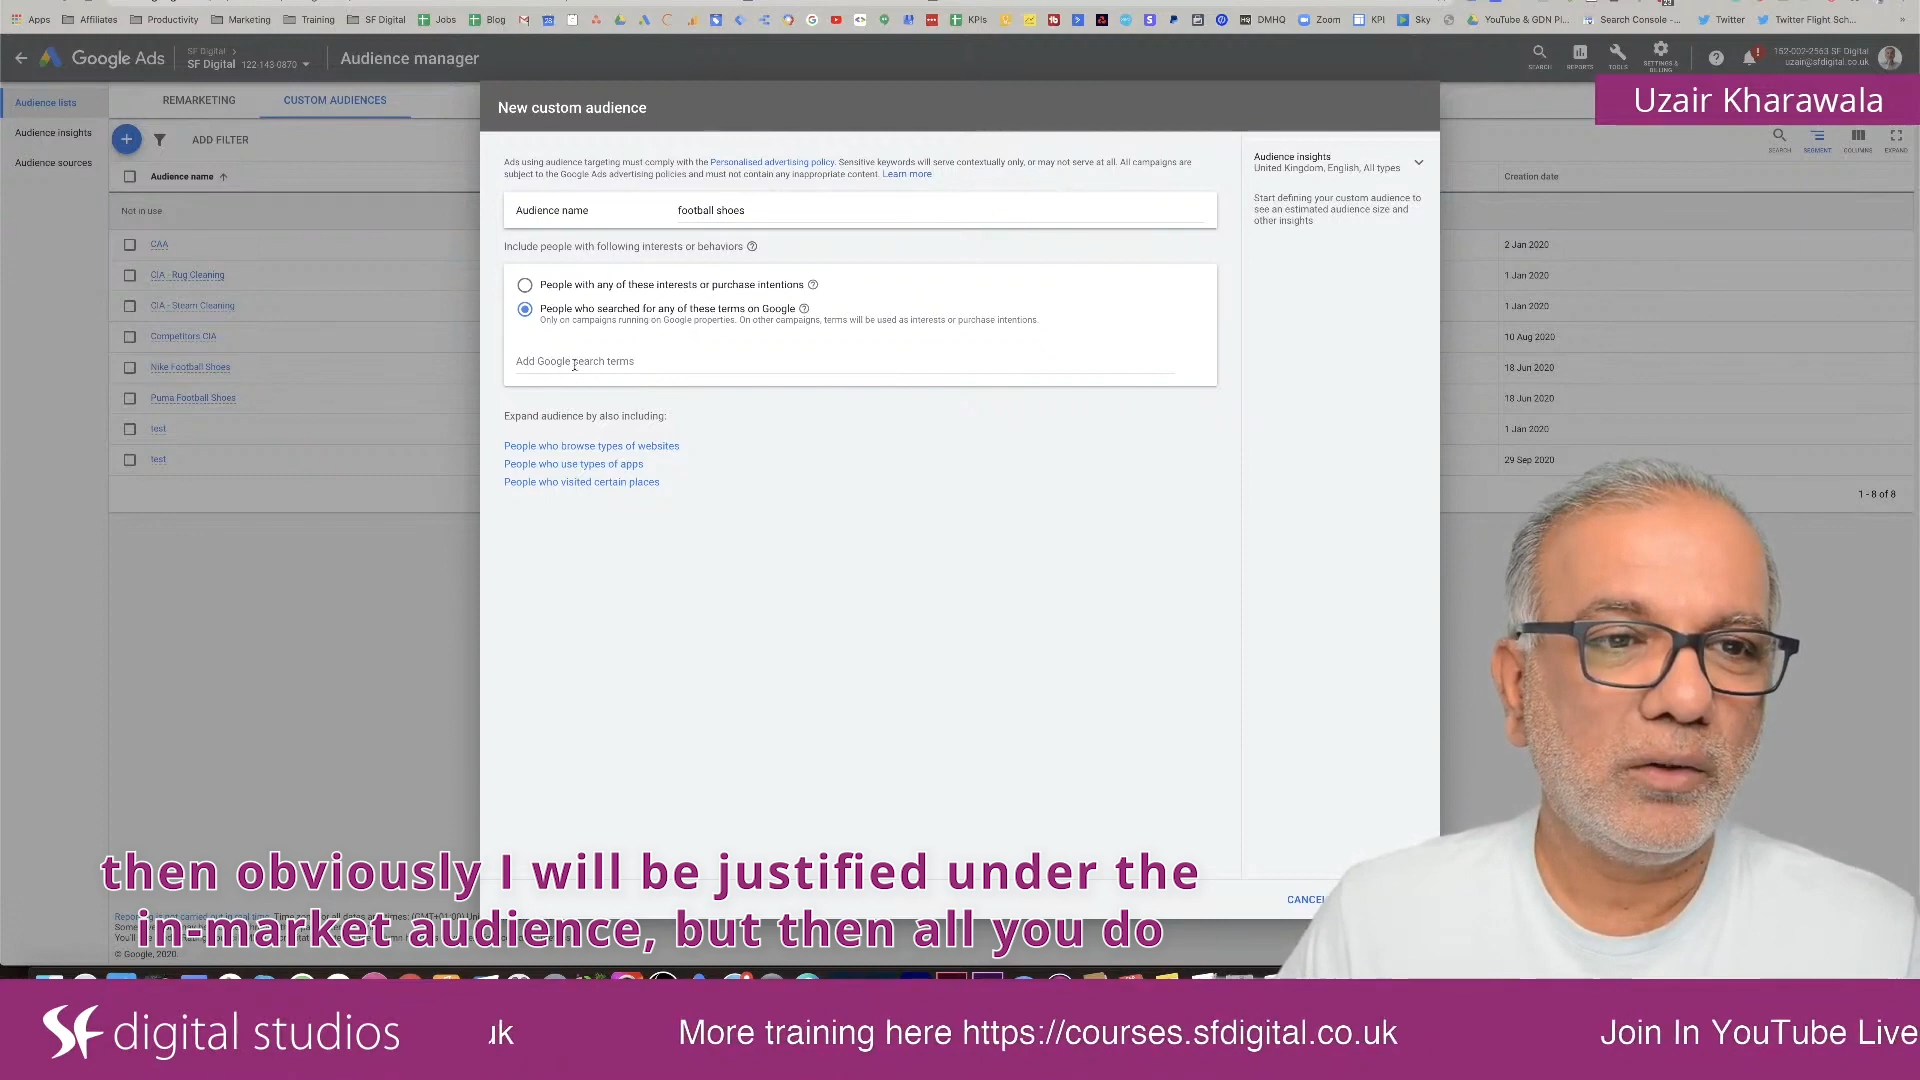 Apps
Affiliates
Productivity
Marketing
Training
SF Digital
Jobs
Blog
KPIs
DMHQ
Zoom
KPI
Sky
YouTube & GDN Pl...
Search Console -...
Twitter
Twitter Flight Sch...
Google Ads
SF Digital
SF Digital 122-143-0870
Audience manager
SEARCH
REPORTS
TOOLS
SETTINGS & BILLING
152-002-2563 SF Digital
uzair@sfdigital.co.uk
Uzair Kharawala
Audience lists
Audience insights
Audience sources
REMARKETING
CUSTOM AUDIENCES
ADD FILTER
SEARCH
SEGMENT
COLUMNS
EXPAND
Audience name
Creation date
Not in use
CAA
2 Jan 2020
CIA - Rug Cleaning
1 Jan 2020
CIA - Steam Cleaning
1 Jan 2020
Competitors CIA
10 Aug 2020
Nike Football Shoes
18 Jun 2020
Puma Football Shoes
18 Jun 2020
test
1 Jan 2020
test
29 Sep 2020
1 - 8 of 8
New custom audience
Ads using audience targeting must comply with the Personalised advertising policy. Sensitive keywords will serve contextually only, or may not serve at all. All campaigns are
subject to the Google Ads advertising policies and must not contain any inappropriate content. Learn more
Audience name
football shoes
Include people with following interests or behaviors
People with any of these interests or purchase intentions
People who searched for any of these terms on Google
Only on campaigns running on Google properties. On other campaigns, terms will be used as interests or purchase intentions.
Add Google search terms
Expand audience by also including:
People who browse types of websites
People who use types of apps
People who visited certain places
Audience insights
United Kingdom, English, All types
Start defining your custom audience to
see an estimated audience size and
other insights
CANCEL
then obviously I will be justified under the
in-market audience, but then all you do
© Google, 2020.
SF digital studios
uk
More training here https://courses.sfdigital.co.uk
Join In YouTube Live